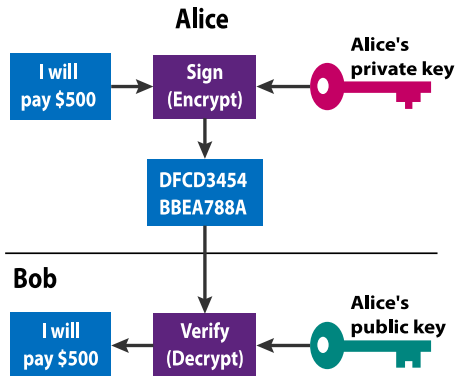 Alice
I will
pay $500
Sign
(Encrypt)
Alice's
private key
DFCD3454
BBEA788A
Bob
I will
pay $500
Verify
(Decrypt)
Alice's
public key